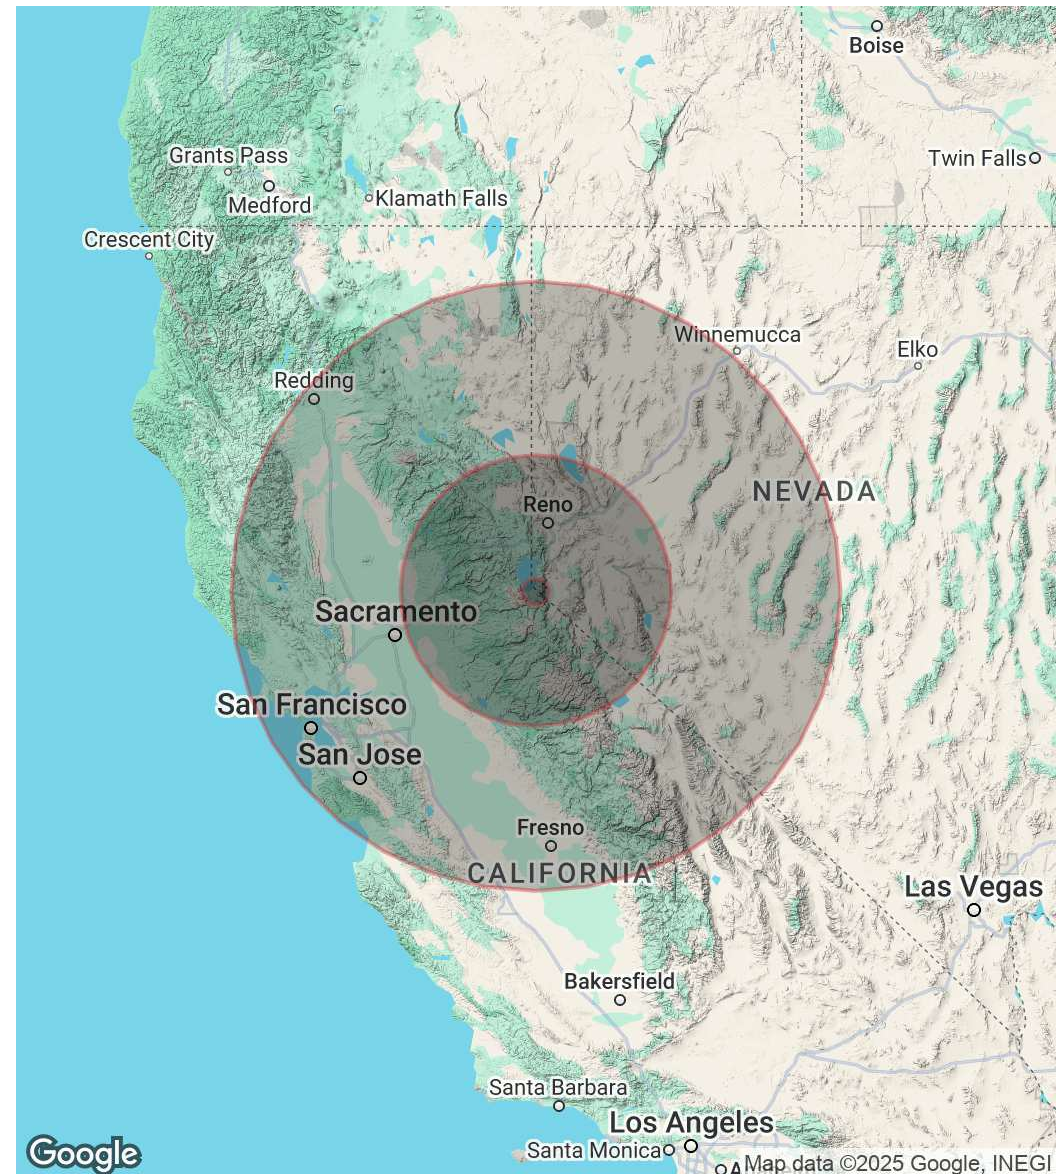 Boise
Grants Pass
Twin Falls
Medford
Klamath Falls
Crescent City
Winnemucca
Elko
Redding
NEVADA
Reno
Sacramento
San Francisco
San Jose
Fresno
CALIFORNIA
Las Vegas
Bakersfield
Santa Barbara
Los Angeles
Santa Monica
Google
Map data ©2025 Google, INEGI